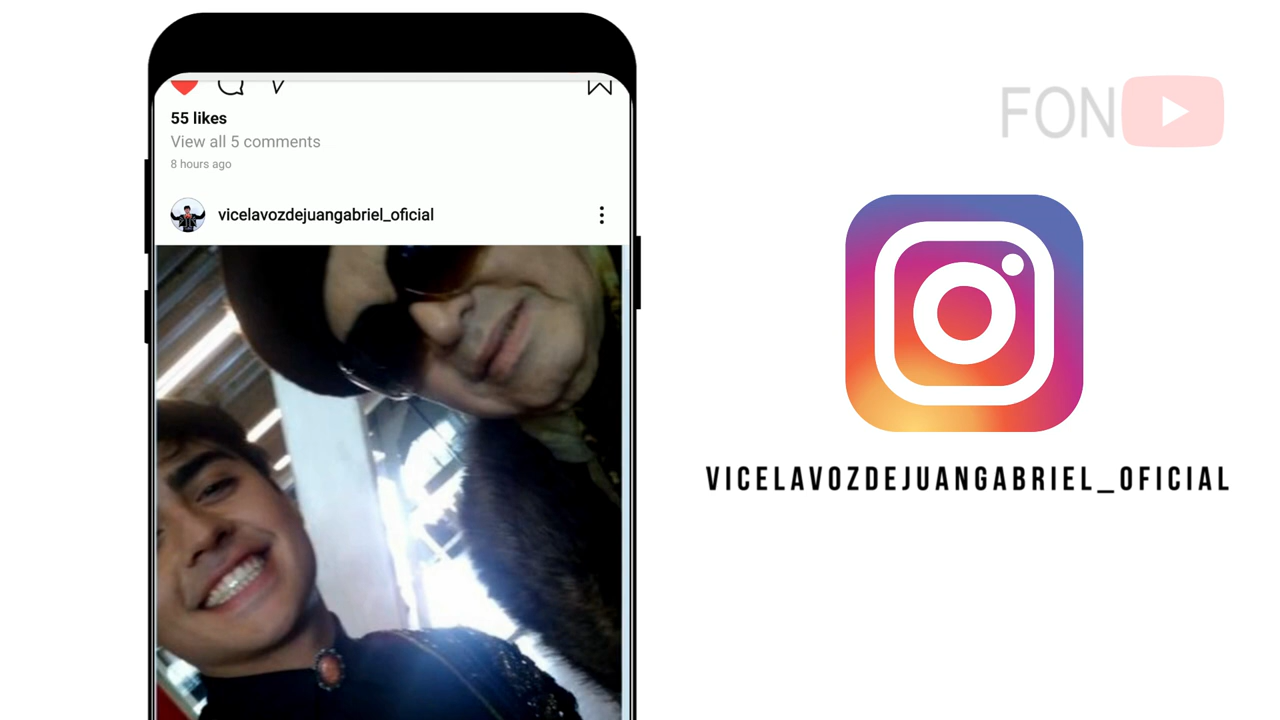 55 likes
View all 5 comments
8 hours ago
vicelavozdejuangabriel_oficial
FON
VICELAVOZDEJUANGABRIEL_OFICIAL